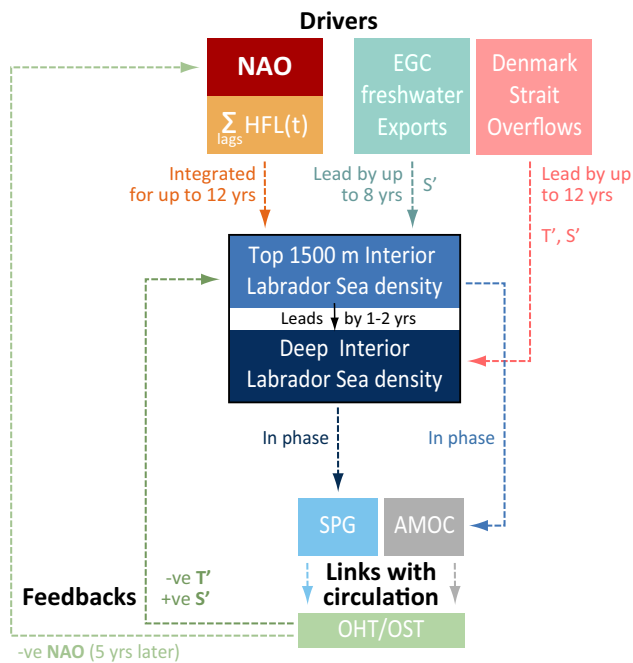 Drivers
NAO
Σ HFL(t)
lags
EGC
freshwater
Exports
Denmark
Strait
Overflows
Integrated
for up to 12 yrs
Lead by up
to 8 yrs
S’
Lead by up
to 12 yrs
T’, S’
Top 1500 m Interior
Labrador Sea density
Leads by 1-2 yrs
Deep Interior
Labrador Sea density
In phase
In phase
SPG
AMOC
-ve T’
+ve S’
Feedbacks
Links with
circulation
OHT/OST
-ve NAO (5 yrs later)